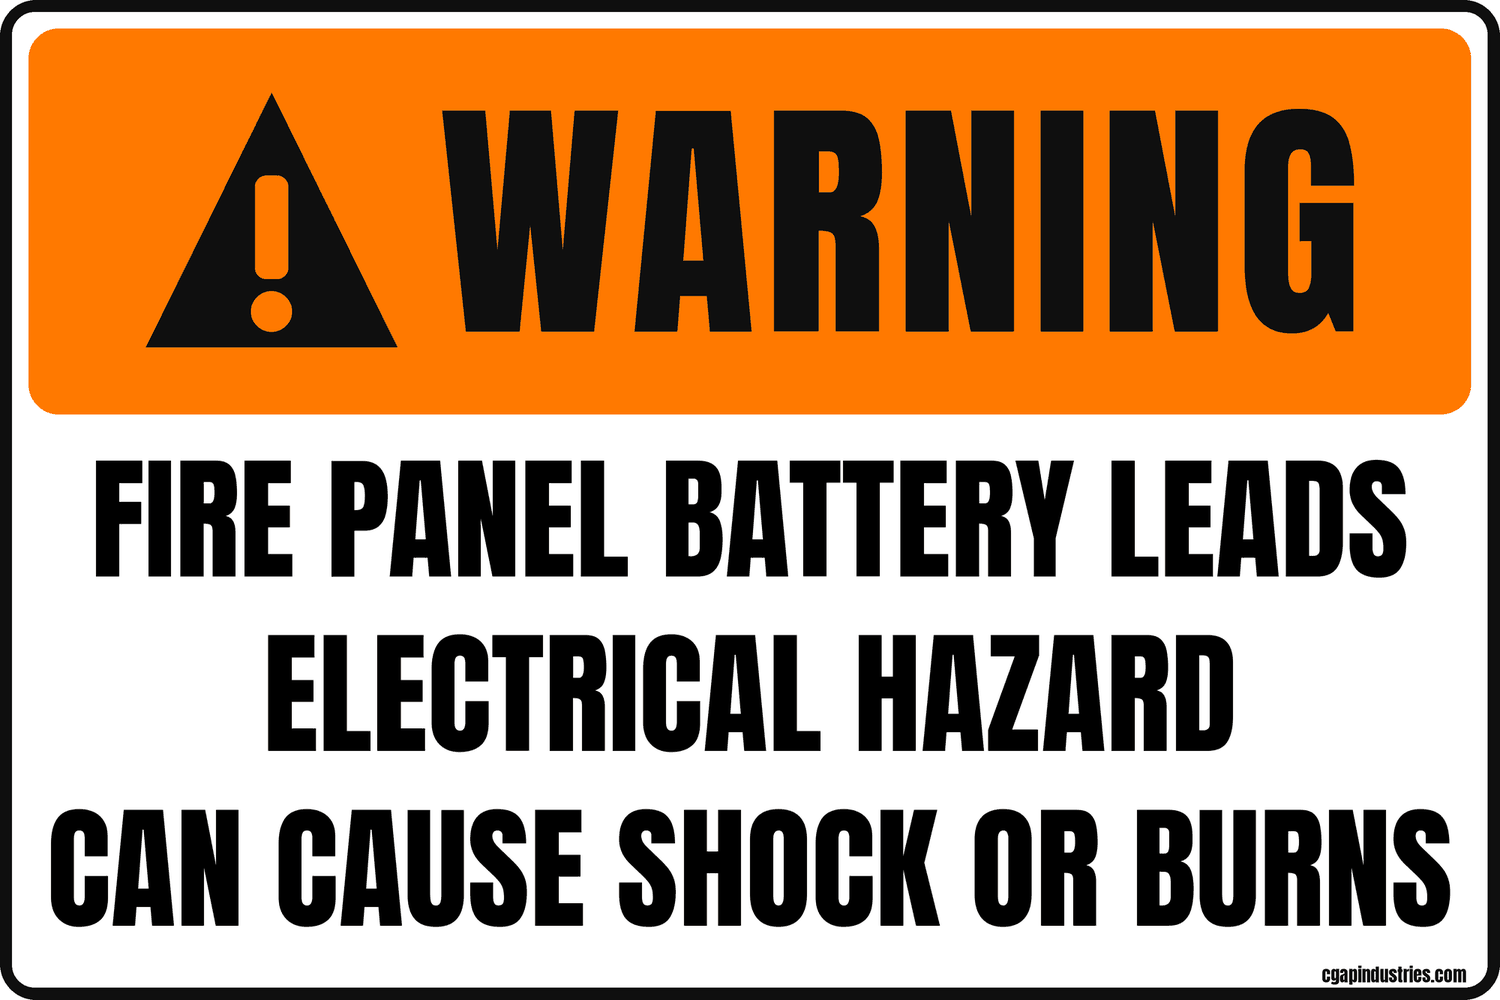 WARNING
FIRE PANEL BATTERY LEADS
ELECTRICAL HAZARD
CAN CAUSE SHOCK OR BURNS
cgapindustries.com